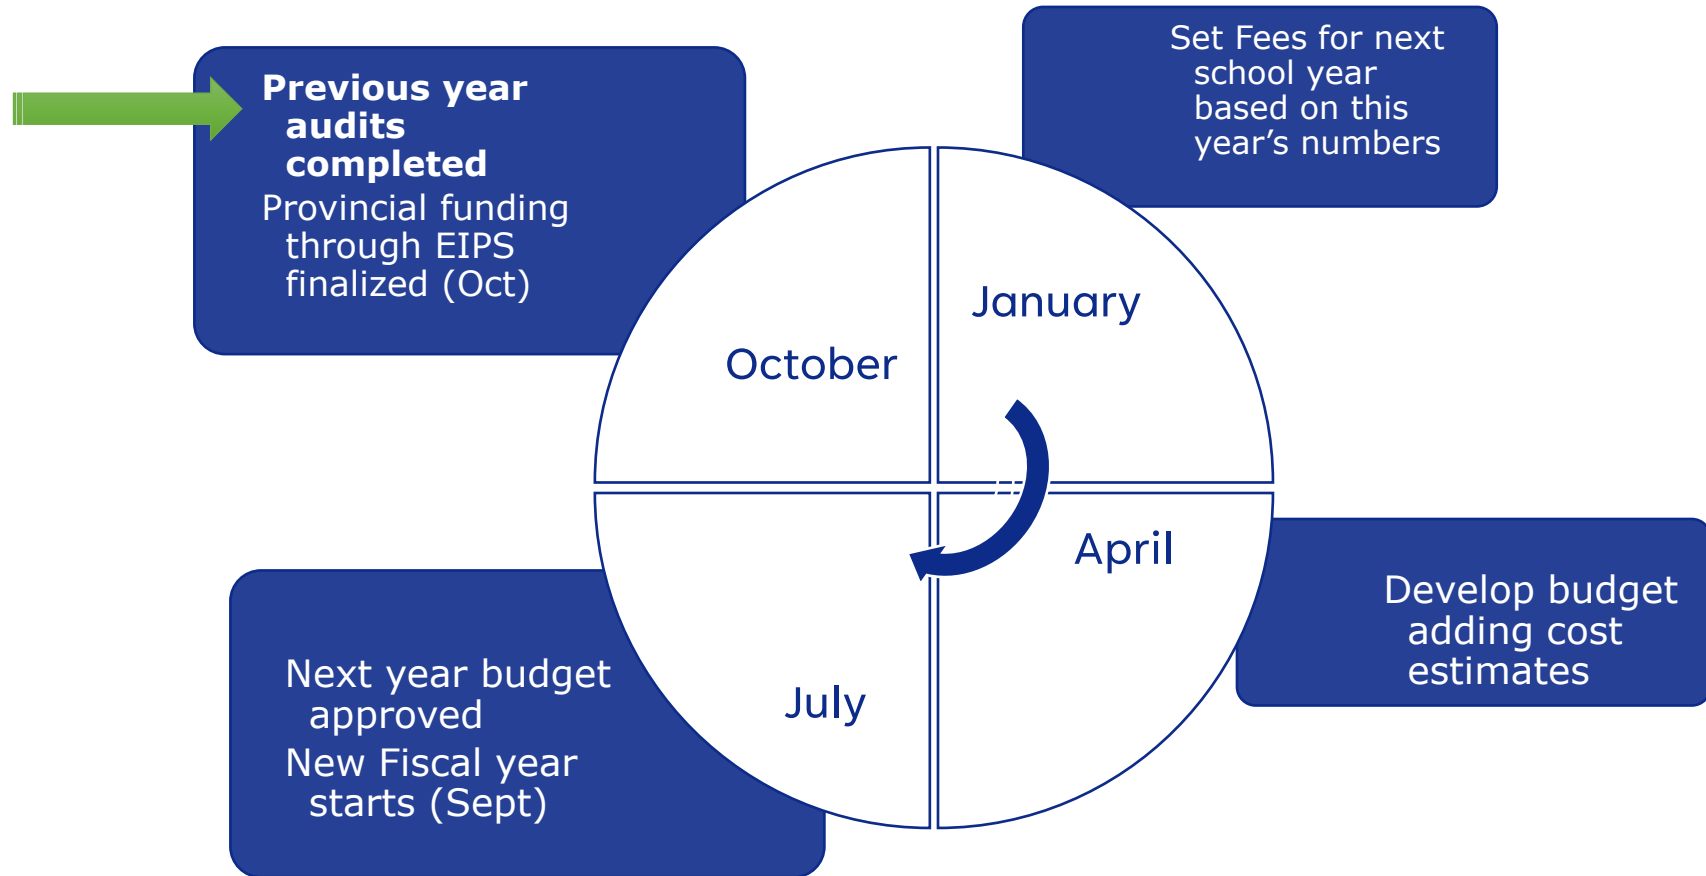 Previous year
audits
completed
Provincial funding
through EIPS
finalized (Oct)
Set Fees for next
school year
based on this
year’s numbers
October
January
July
April
Next year budget
approved
New Fiscal year
starts (Sept)
Develop budget
adding cost
estimates